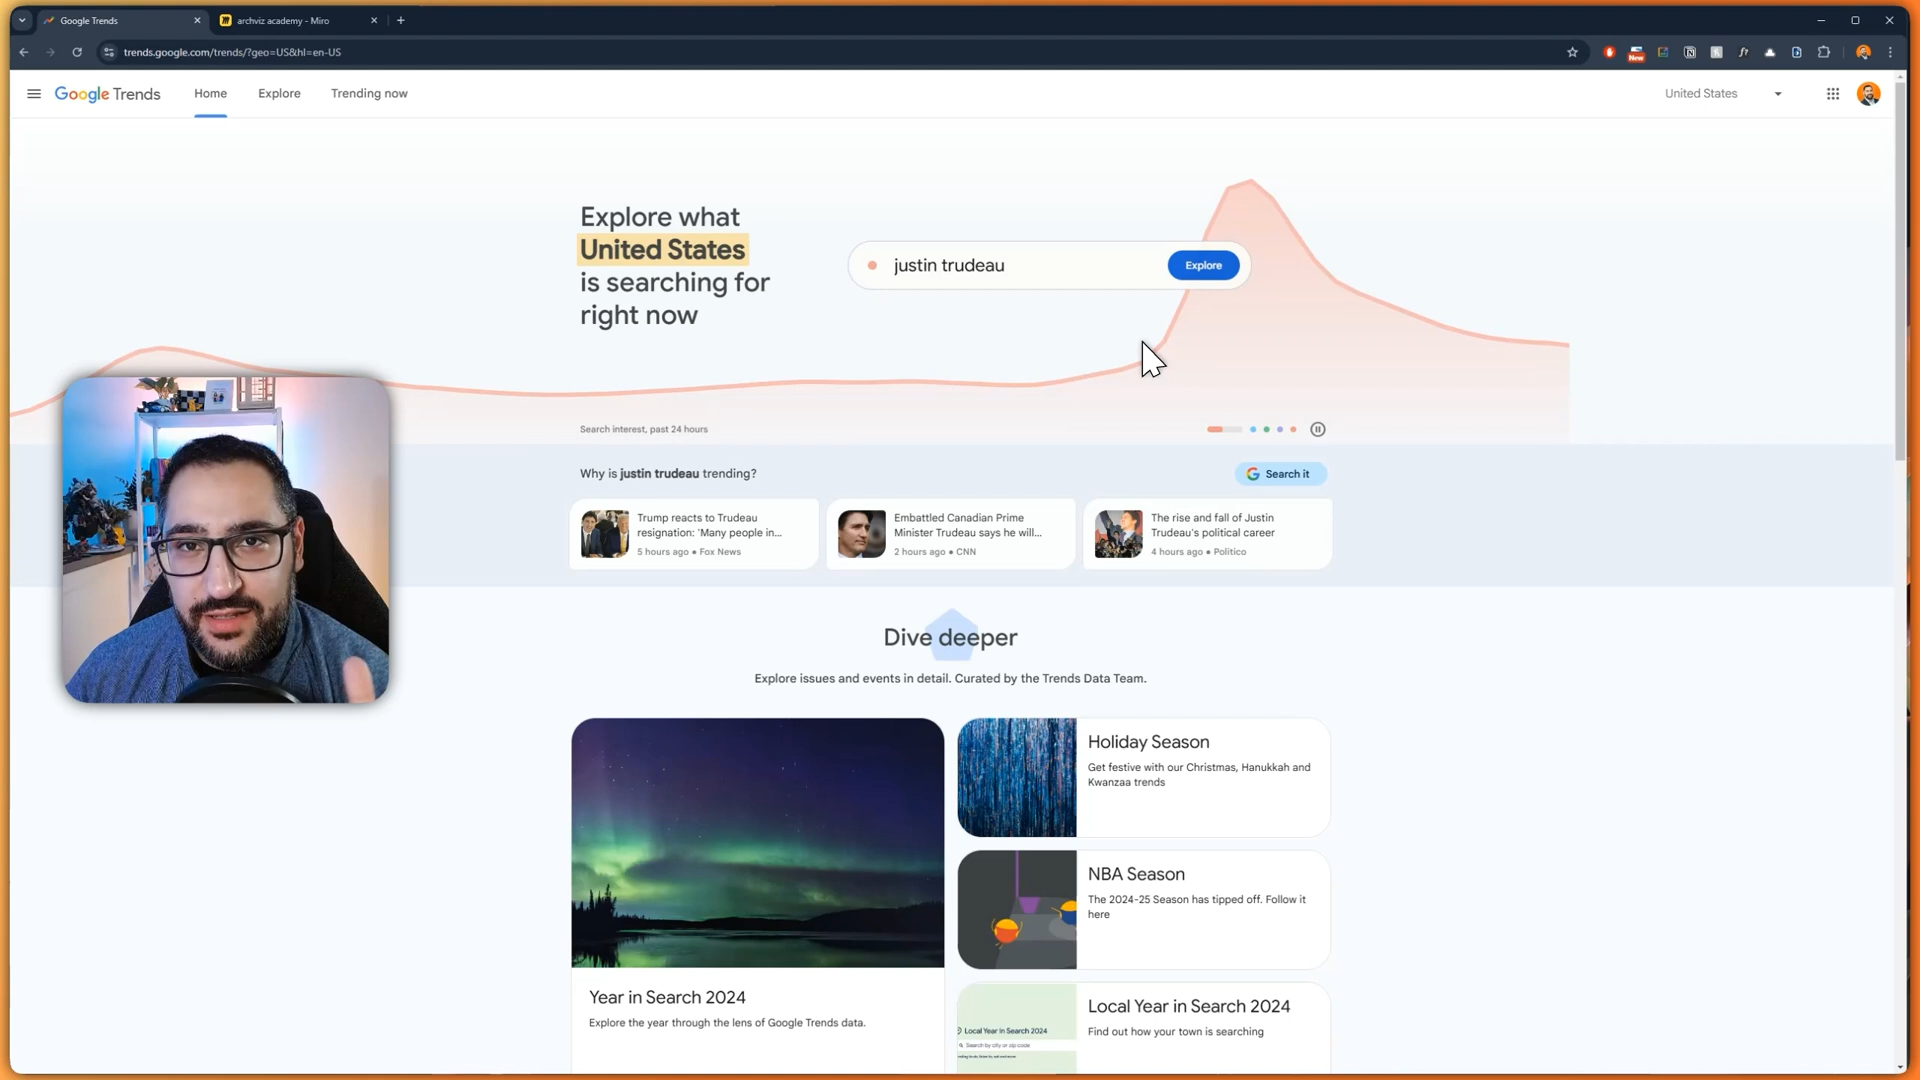 Google Trends
archviz academy - Miro
trends.google.com/trends/?geo=US&hl=en-US
New
Google Trends
Home
Explore
Trending now
United States
Explore what
United States
is searching for
right now
justin trudeau
Explore
Search interest, past 24 hours
Why is justin trudeau trending?
Search it
Trump reacts to Trudeau
resignation: 'Many people in...
5 hours ago • Fox News
Embattled Canadian Prime
Minister Trudeau says he will...
2 hours ago • CNN
The rise and fall of Justin
Trudeau's political career
4 hours ago • Politico
Dive deeper
Explore issues and events in detail. Curated by the Trends Data Team.
Year in Search 2024
Explore the year through the lens of Google Trends data.
Holiday Season
Get festive with our Christmas, Hanukkah and
Kwanzaa trends
NBA Season
The 2024-25 Season has tipped off. Follow it
here
Local Year in Search 2024
Search by city or zip code
Local Year in Search 2024
Find out how your town is searching